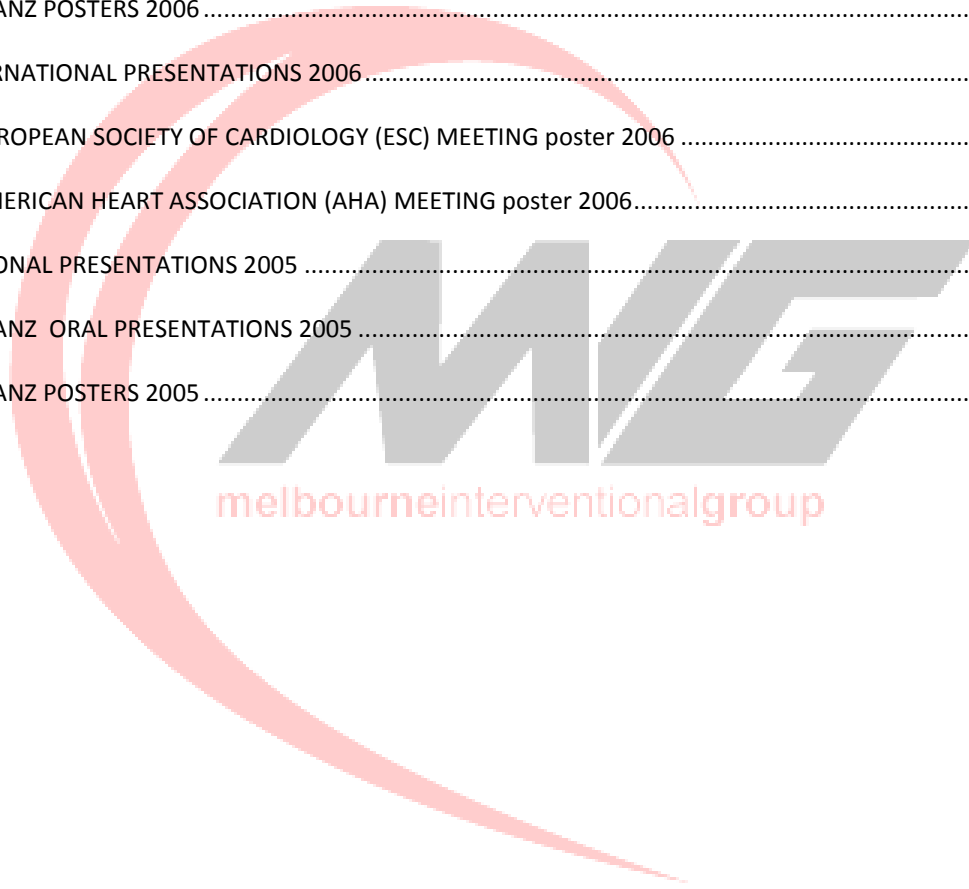 ANZ POSTERS 2006
RNATIONAL PRESENTATIONS 2006
ROPEAN SOCIETY OF CARDIOLOGY (ESC) MEETING poster 2006
MERICAN HEART ASSOCIATION (AHA) MEETING poster 2006
ONAL PRESENTATIONS 2005
ANZ ORAL PRESENTATIONS 2005
ANZ POSTERS 2005
MIG
melbourneinterventionalgroup